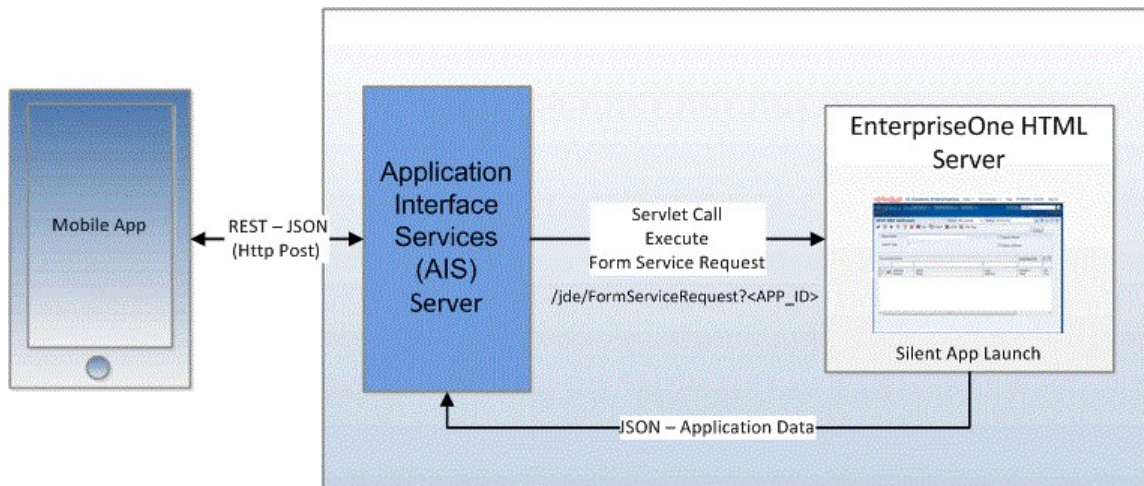 Mobile App
REST – JSON
(Http Post)
Application
Interface
Services
(AIS)
Server
Servlet Call
Execute
Form Service Request
/jde/FormServiceRequest?<APP_ID>
EnterpriseOne HTML
Server
Silent App Launch
JSON – Application Data